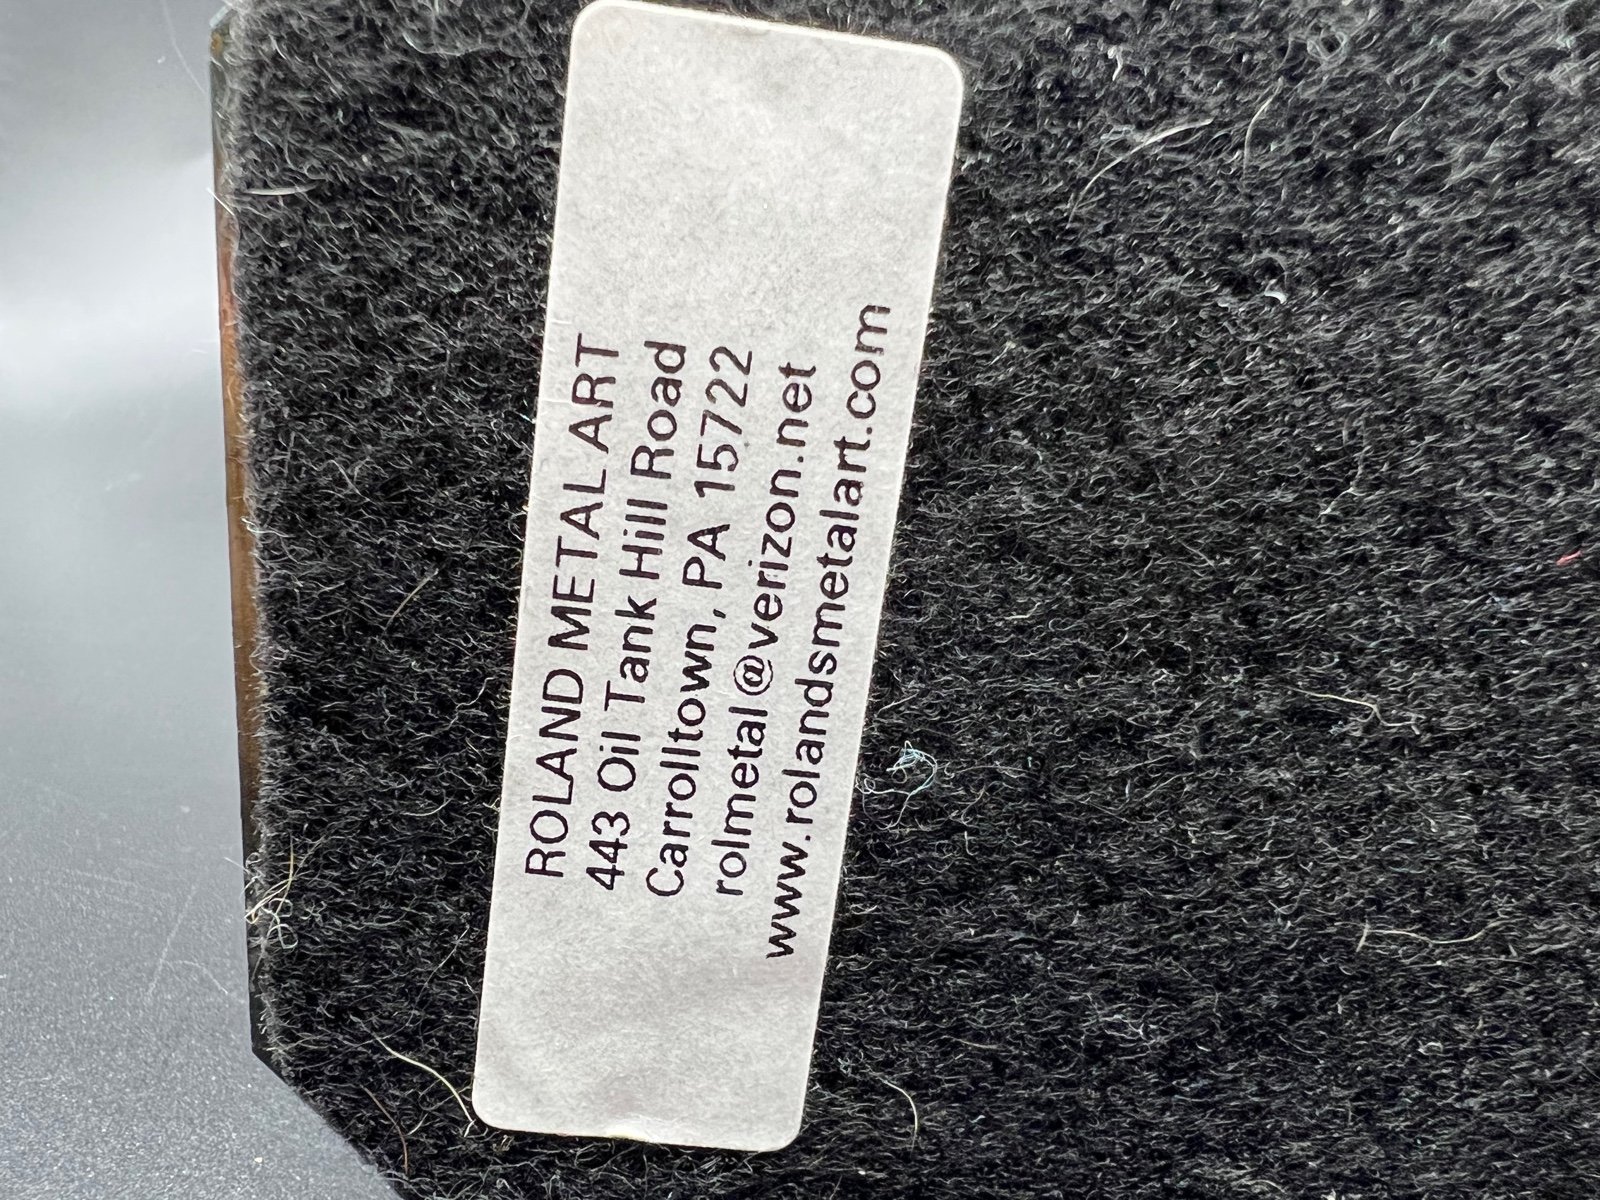 ROLAND METAL ART
443 Oil Tank Hill Road
Carrolltown, PA 15722
rolmetal@verizon.net
www.rolandsmetalart.com